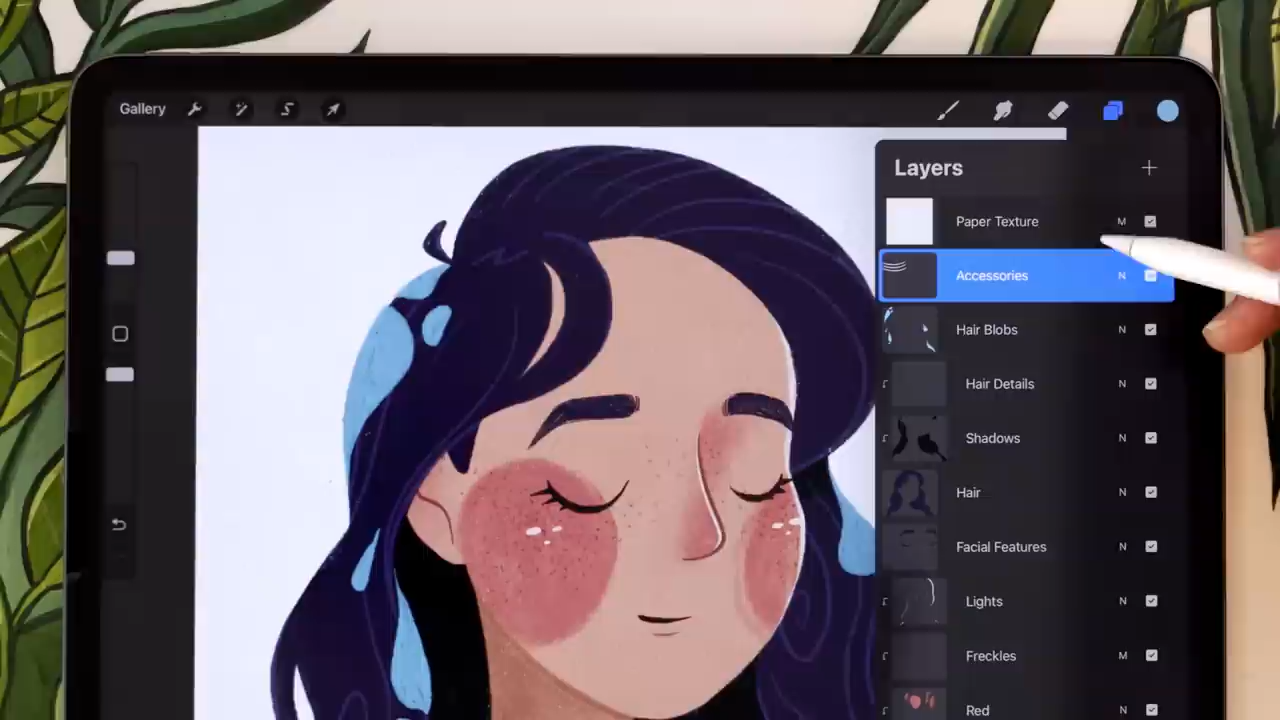 Gallery
Layers
Paper Texture M
Accessories N
Hair Blobs N
Hair Details N
Shadows N
Hair N
Facial Features N
Lights N
Freckles M
Red N